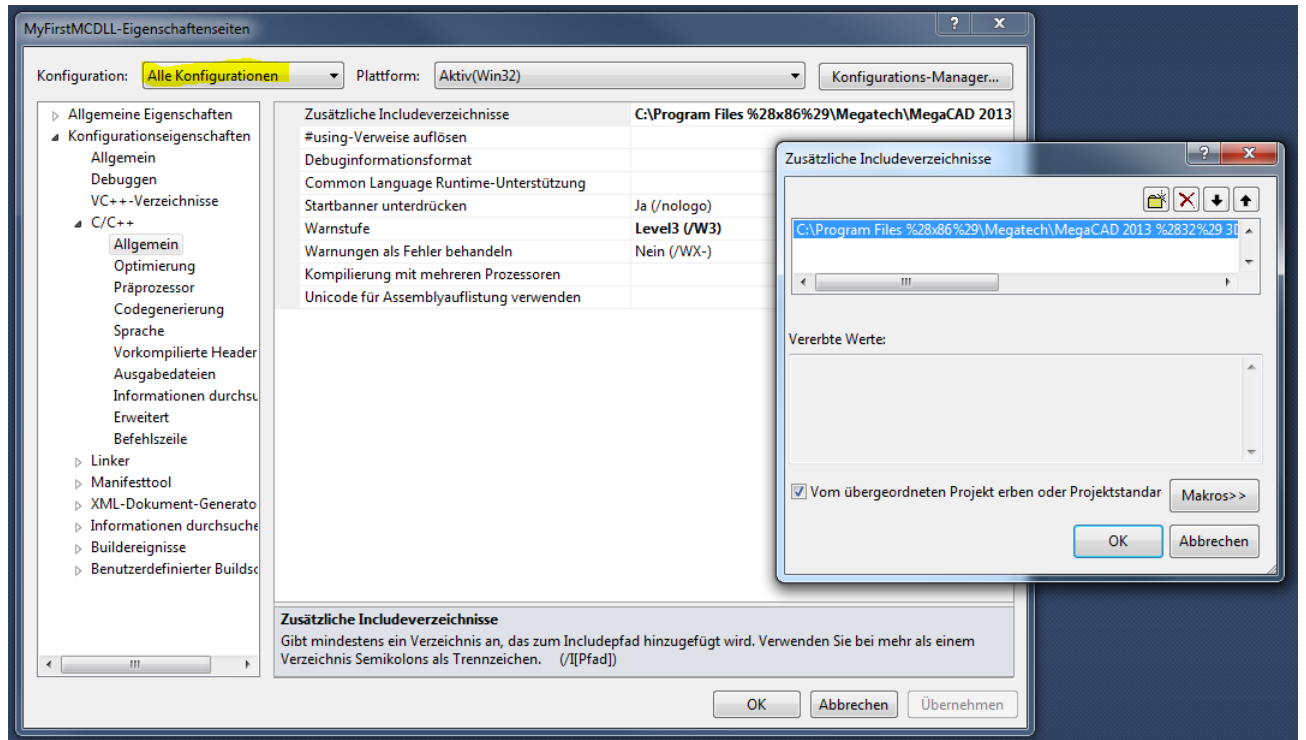 MyFirstMCDLL-Eigenschaftenseiten
Konfiguration: Alle Konfigurationen Plattform: Aktiv(Win32) Konfigurations-Manager...
Allgemeine Eigenschaften
Konfigurationseigenschaften
Allgemein
Debuggen
VC++-Verzeichnisse
C/C++
Allgemein
Optimierung
Präprozessor
Codegenerierung
Sprache
Vorkompilierte Header
Ausgabedateien
Informationen durchsu
Erweitert
Befehlszeile
Linker
Manifesttool
XML-Dokument-Generato
Informationen durchsuche
Buildereignisse
Benutzerdefinierter Buildsc
Zusätzliche Includeverzeichnisse C:\Program Files %28x86%29\Megatech\MegaCAD 2013
#using-Verweise auflösen
Debuginformationsformat
Common Language Runtime-Unterstützung
Startbanner unterdrücken Ja (/nologo)
Warnstufe Level3 (/W3)
Warnungen als Fehler behandeln Nein (/WX-)
Kompilierung mit mehreren Prozessoren
Unicode für Assemblyauflistung verwenden
Zusätzliche Includeverzeichnisse
Gibt mindestens ein Verzeichnis an, das zum Includepfad hinzugefügt wird. Verwenden Sie bei mehr als einem
Verzeichnis Semikolons als Trennzeichen. (/I[Pfad])
OK Abbrechen Übernehmen
Zusätzliche Includeverzeichnisse
C:\Program Files %28x86%29\Megatech\MegaCAD 2013 %2832%29 3D
Vererbte Werte:
Vom übergeordneten Projekt erben oder Projektstandar Makros>>
OK Abbrechen